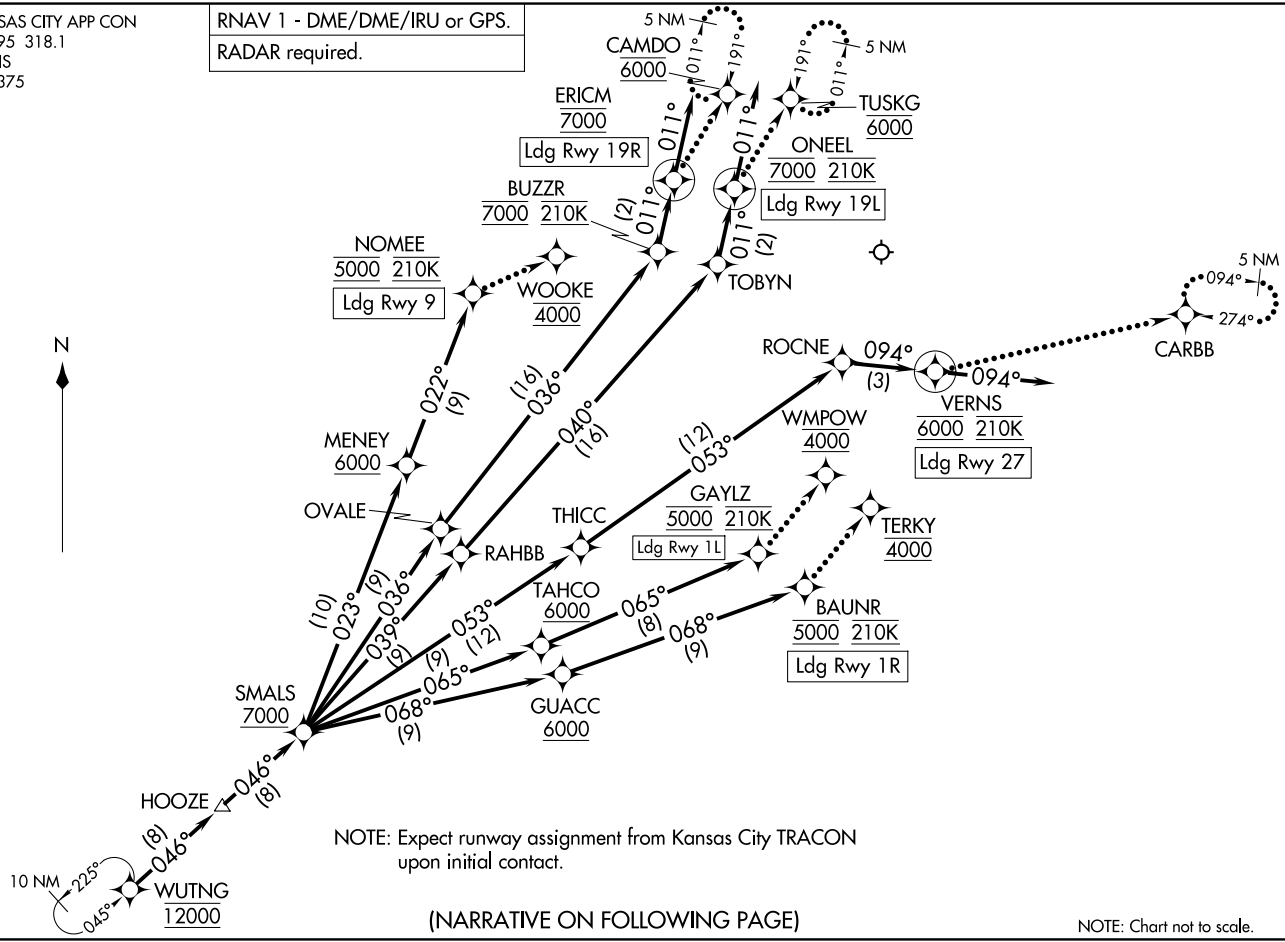 SAS CITY APP CON
95 318.1
IS
375
RNAV 1 - DME/DME/IRU or GPS.
RADAR required.
5 NM
CAMDO
6000
011°
191°
191°
011°
5 NM
TUSKG
6000
ERICM
7000
Ldg Rwy 19R
011°
011°
ONEEL
7000 210K
Ldg Rwy 19L
BUZZR
7000 210K
(2)
011°
011°
(2)
TOBYN
NOMEE
5000 210K
Ldg Rwy 9
WOOKE
4000
5 NM
094°
274°
CARBB
N
022°
(9)
(16)
036°
040°
(16)
ROCNE
094°
(3)
094°
VERNS
6000 210K
Ldg Rwy 27
MENEY
6000
(12)
053°
WMPOW
4000
OVALE
RAHBB
THICC
GAYLZ
5000 210K
Ldg Rwy 1L
TERKY
4000
(10)
023°
(9)
036°
039°
(9)
053°
(12)
TAHCO
6000
065°
(8)
068°
(9)
BAUNR
5000 210K
Ldg Rwy 1R
(9)
065°
068°
(9)
GUACC
6000
SMALS
7000
046°
(8)
HOOZE
(8)
046°
NOTE: Expect runway assignment from Kansas City TRACON
upon initial contact.
10 NM
225°
045°
WUTNG
12000
(NARRATIVE ON FOLLOWING PAGE)
NOTE: Chart not to scale.